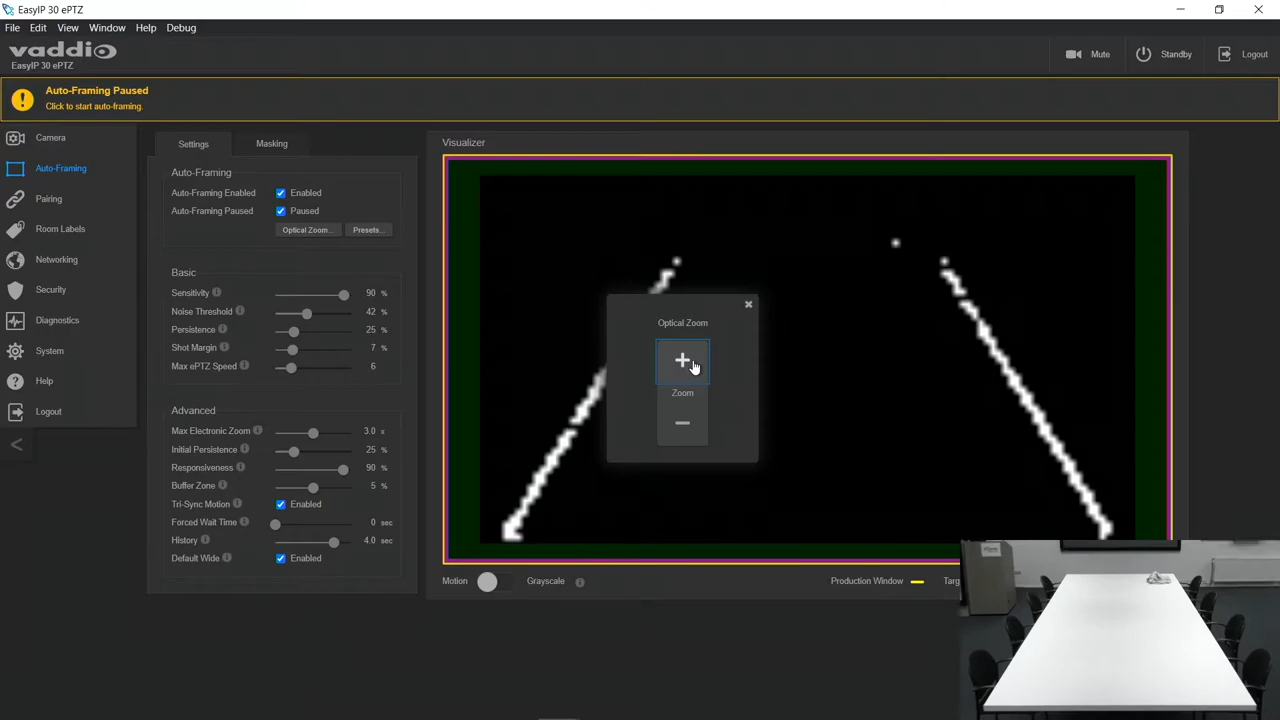 EasyIP 30 ePTZ
File Edit View Window Help Debug
vaddio
EasyIP 30 ePTZ
Mute Standby Logout
Auto-Framing Paused
Click to start auto-framing.
Camera
Auto-Framing
Pairing
Room Labels
Networking
Security
Diagnostics
System
Help
Logout
<
Settings Masking
Auto-Framing
Auto-Framing Enabled Enabled
Auto-Framing Paused Paused
Optical Zoom... Presets...
Basic
Sensitivity 90 %
Noise Threshold 42 %
Persistence 25 %
Shot Margin 7 %
Max ePTZ Speed 6
Advanced
Max Electronic Zoom 3.0 x
Initial Persistence 25 %
Responsiveness 90 %
Buffer Zone 5 %
Tri-Sync Motion Enabled
Forced Wait Time 0 sec
History 4.0 sec
Default Wide Enabled
Visualizer
Optical Zoom
+
Zoom
−
Motion Grayscale
Production Window Targ